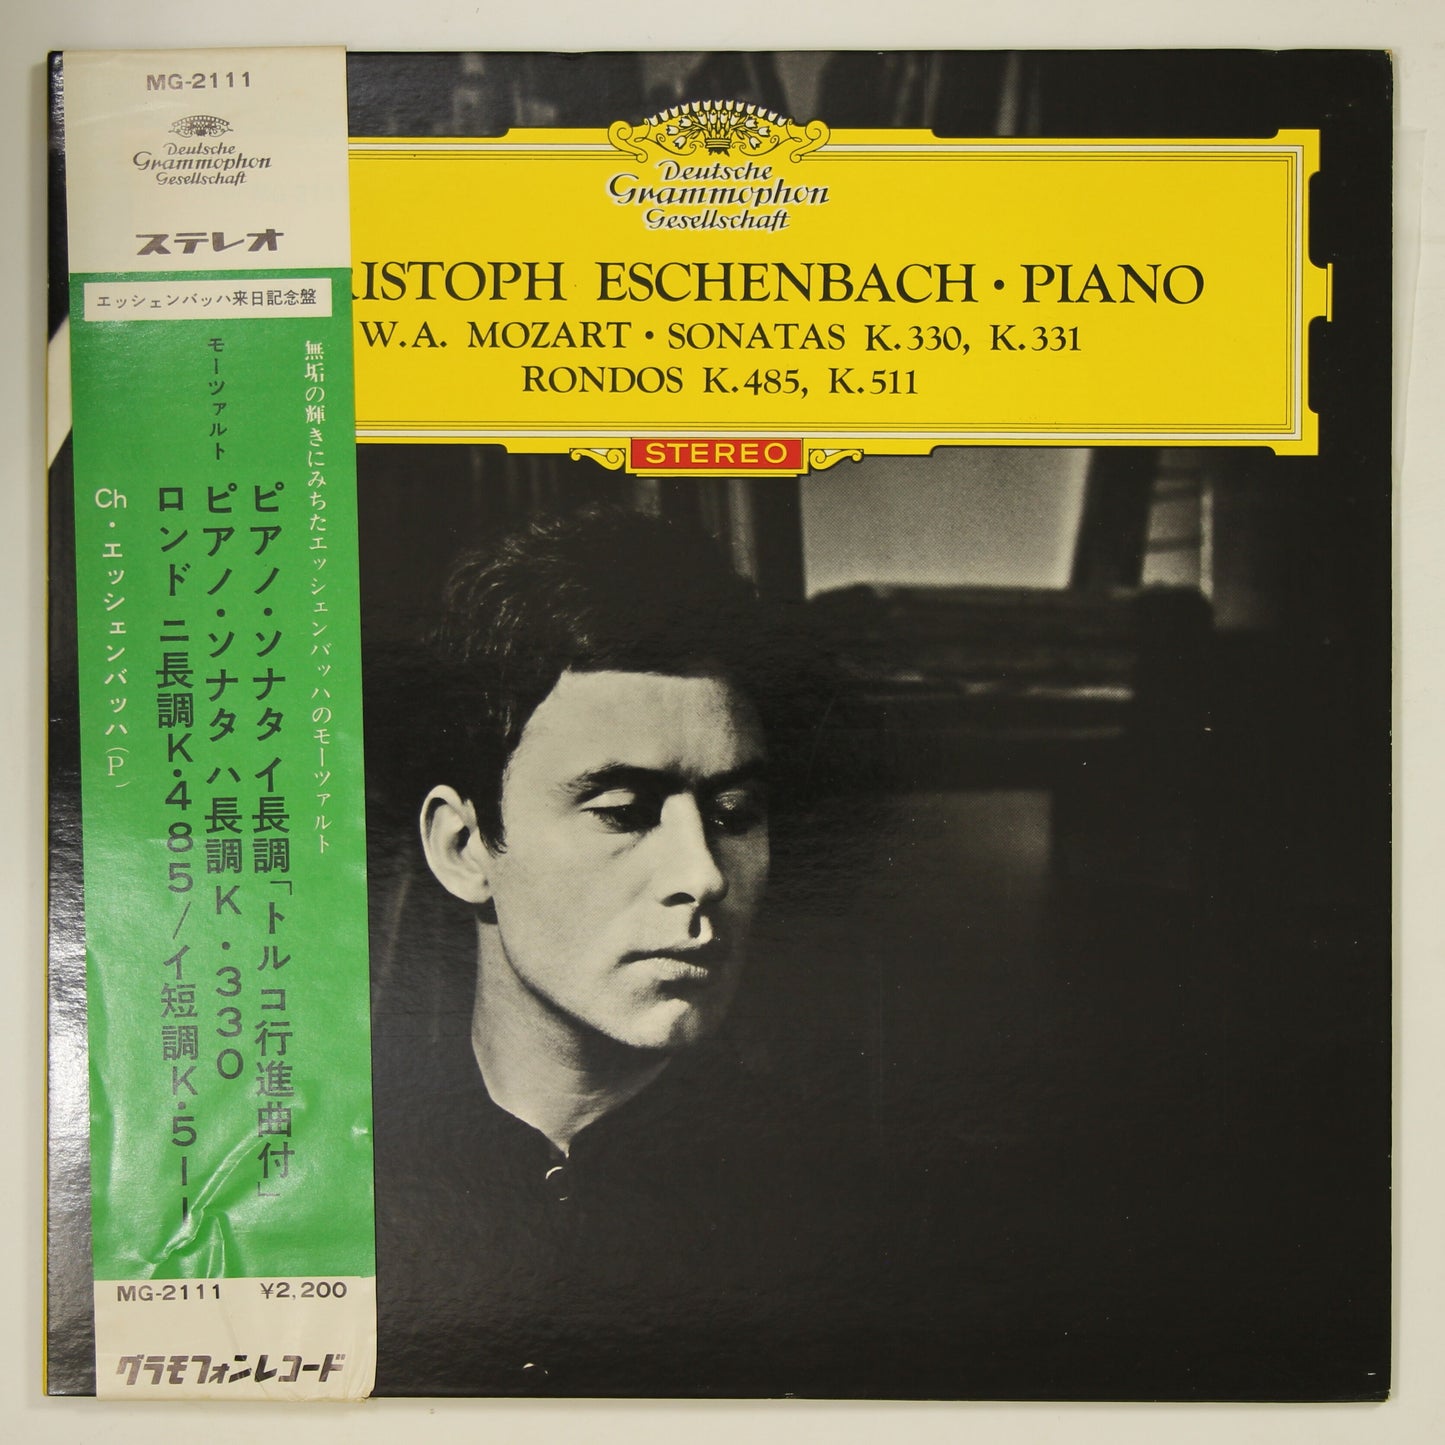 MG-2111
Deutsche
Grammophon
Gesellschaft
ステレオ
エッシェンバッハ来日記念盤
無垢の輝きにみちたエッシェンバッハのモーツァルト
モーツァルト
ピアノ・ソナタ イ長調「トルコ行進曲付」
ピアノ・ソナタ ハ長調K.330
ロンド ニ長調K.485/イ短調K.511
Ch・エッシェンバッハ(P)
MG-2111 ¥2,200
グラモフォンレコード
Deutsche
Grammophon
Gesellschaft
RISTOPH ESCHENBACH · PIANO
W.A. MOZART · SONATAS K.330, K.331
RONDOS K.485, K.511
STEREO